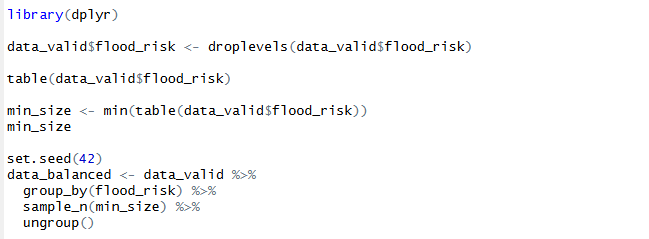 library(dplyr)
data_valid$flood_risk <- droplevels(data_valid$flood_risk)
table(data_valid$flood_risk)
min_size <- min(table(data_valid$flood_risk))
min_size
set.seed(42)
data_balanced <- data_valid %>%
  group_by(flood_risk) %>%
  sample_n(min_size) %>%
  ungroup()